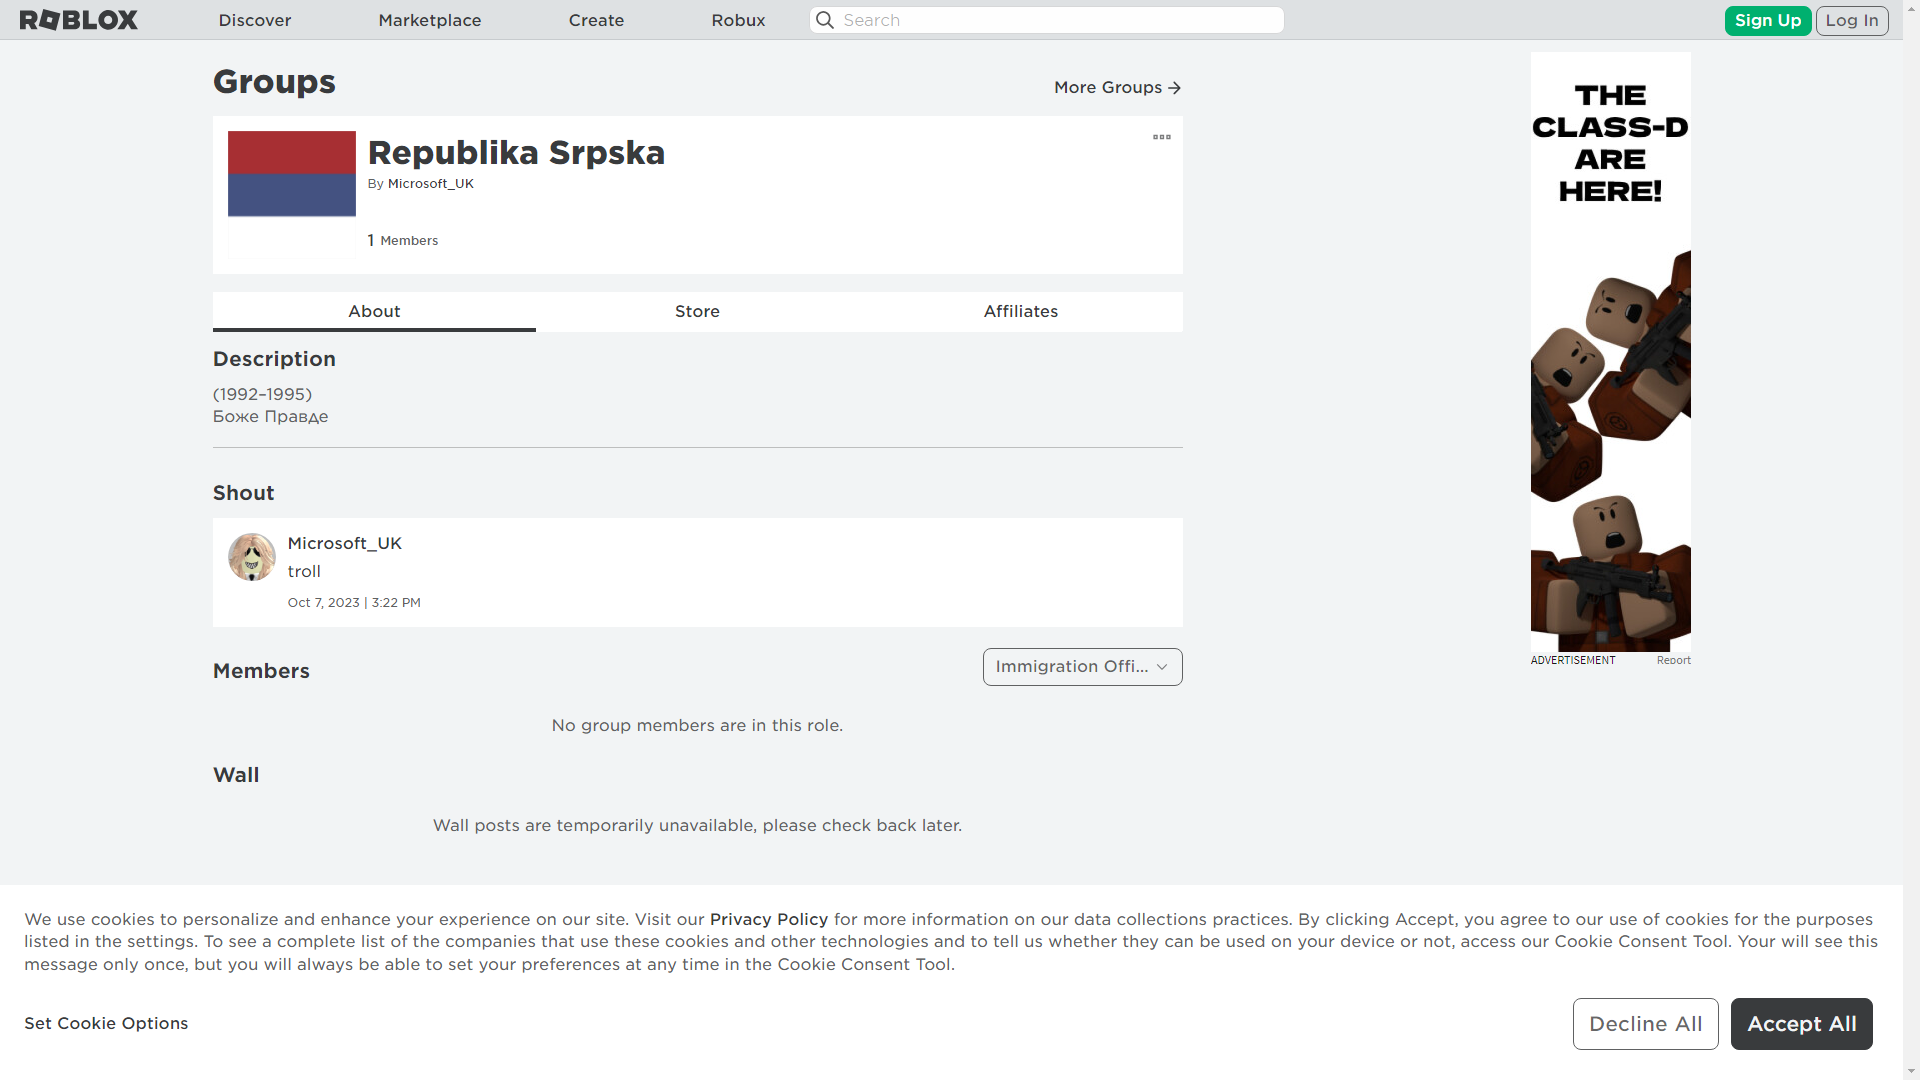 ROBLOX
Discover
Marketplace
Create
Robux
Search
Sign Up
Log In
Groups
More Groups
Republika Srpska
By Microsoft_UK
1 Members
About
Store
Affiliates
Description
(1992–1995)
Боже Правде
Shout
Microsoft_UK
troll
Oct 7, 2023 | 3:22 PM
Members
Immigration Offi...
No group members are in this role.
Wall
Wall posts are temporarily unavailable, please check back later.
THE
CLASS-D
ARE
HERE!
ADVERTISEMENT
Report
We use cookies to personalize and enhance your experience on our site. Visit our Privacy Policy for more information on our data collections practices. By clicking Accept, you agree to our use of cookies for the purposes
listed in the settings. To see a complete list of the companies that use these cookies and other technologies and to tell us whether they can be used on your device or not, access our Cookie Consent Tool. Your will see this
message only once, but you will always be able to set your preferences at any time in the Cookie Consent Tool.
Set Cookie Options
Decline All
Accept All